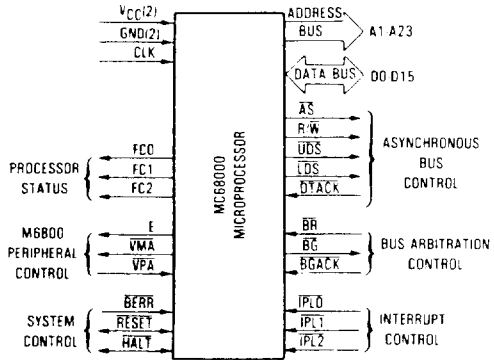 VCC(2)
GND(2)
CLK
PROCESSOR
STATUS
FC0
FC1
FC2
M6800
PERIPHERAL
CONTROL
E
VMA
VPA
SYSTEM
CONTROL
BERR
RESET
HALT
MC68000
MICROPROCESSOR
ADDRESS
BUS
A1-A23
DATA BUS
D0-D15
AS
R/W
UDS
LDS
DTACK
ASYNCHRONOUS
BUS
CONTROL
BR
BG
BGACK
BUS ARBITRATION
CONTROL
IPL0
IPL1
IPL2
INTERRUPT
CONTROL